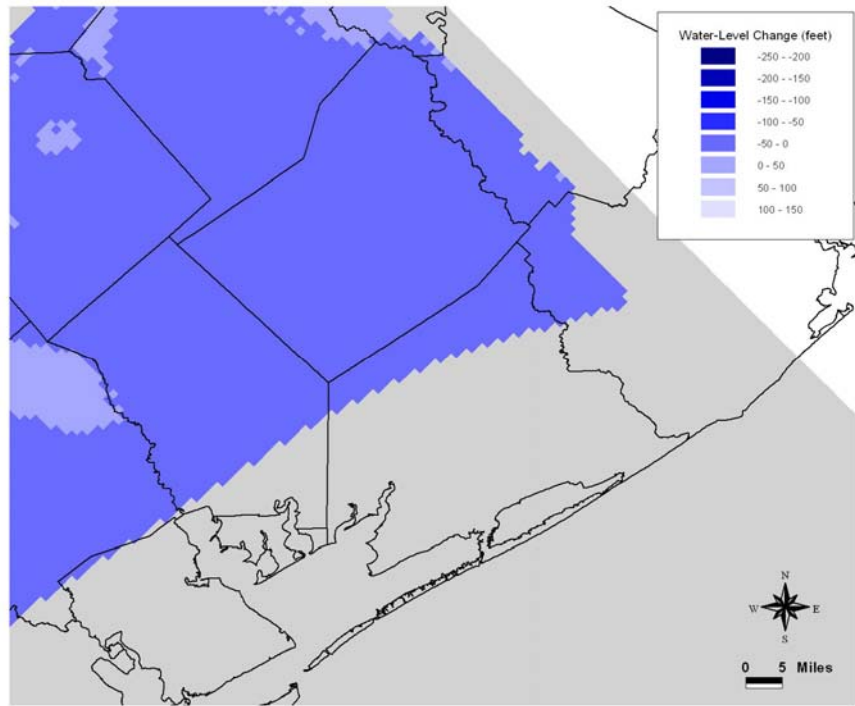 Water-Level Change (feet)
-250 - -200
-200 - -150
-150 - -100
-100 - -50
-50 - 0
0 - 50
50 - 100
100 - 150
N
W E
S
0 5 Miles